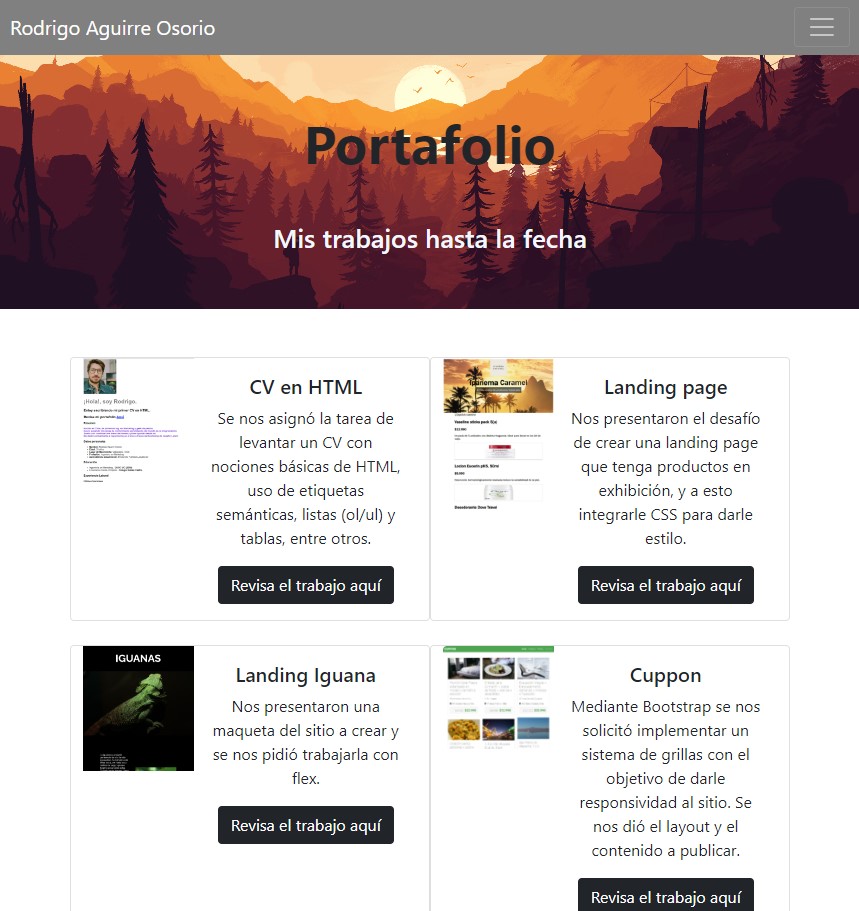 Rodrigo Aguirre Osorio
Portafolio
Mis trabajos hasta la fecha
¡Hola!, soy Rodrigo.
CV en HTML
Se nos asignó la tarea de
levantar un CV con
nociones básicas de HTML,
uso de etiquetas
semánticas, listas (ol/ul) y
tablas, entre otros.
Revisa el trabajo aquí
Ipanema Caramel
Landing page
Nos presentaron el desafío
de crear una landing page
que tenga productos en
exhibición, y a esto
integrarle CSS para darle
estilo.
Revisa el trabajo aquí
IGUANAS
Landing Iguana
Nos presentaron una
maqueta del sitio a crear y
se nos pidió trabajarla con
flex.
Revisa el trabajo aquí
Cuppon
Mediante Bootstrap se nos
solicitó implementar un
sistema de grillas con el
objetivo de darle
responsividad al sitio. Se
nos dió el layout y el
contenido a publicar.
Revisa el trabajo aquí